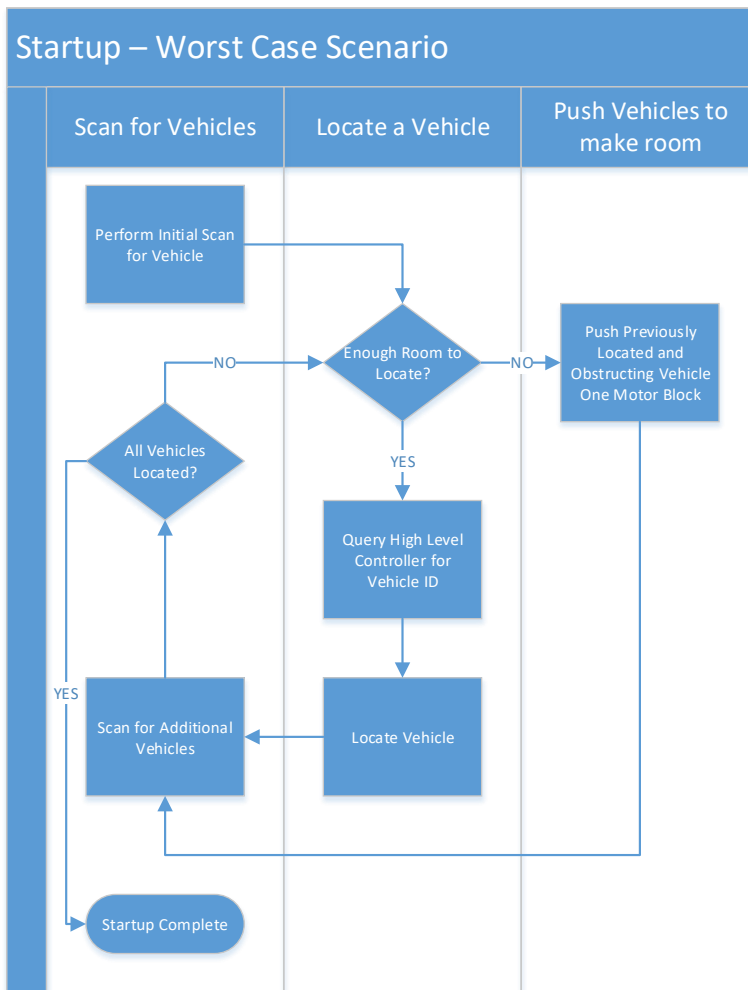 Startup – Worst Case Scenario
Scan for Vehicles
Locate a Vehicle
Push Vehicles to
make room
Perform Initial Scan
for Vehicle
Enough Room to
Locate?
NO
NO
Push Previously
Located and
Obstructing Vehicle
One Motor Block
All Vehicles
Located?
YES
Query High Level
Controller for
Vehicle ID
YES
Scan for Additional
Vehicles
Locate Vehicle
Startup Complete